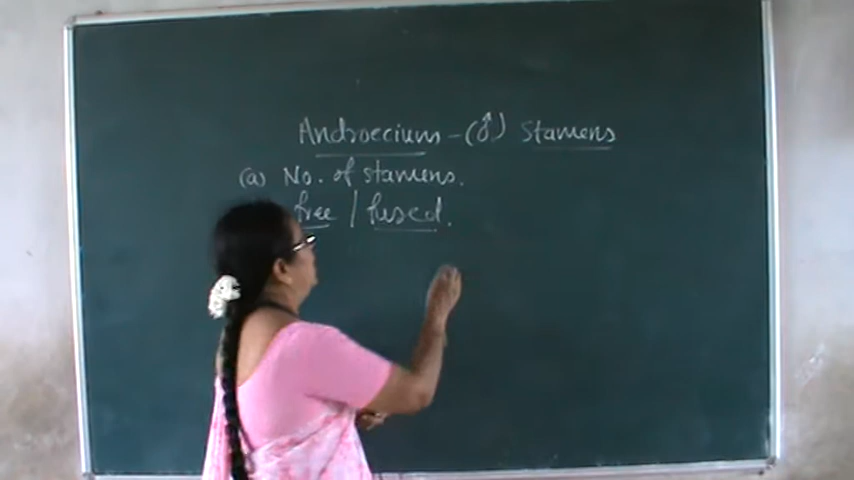 Androecium - (♂) Stamens
(a) No. of stamens.
free / fused.